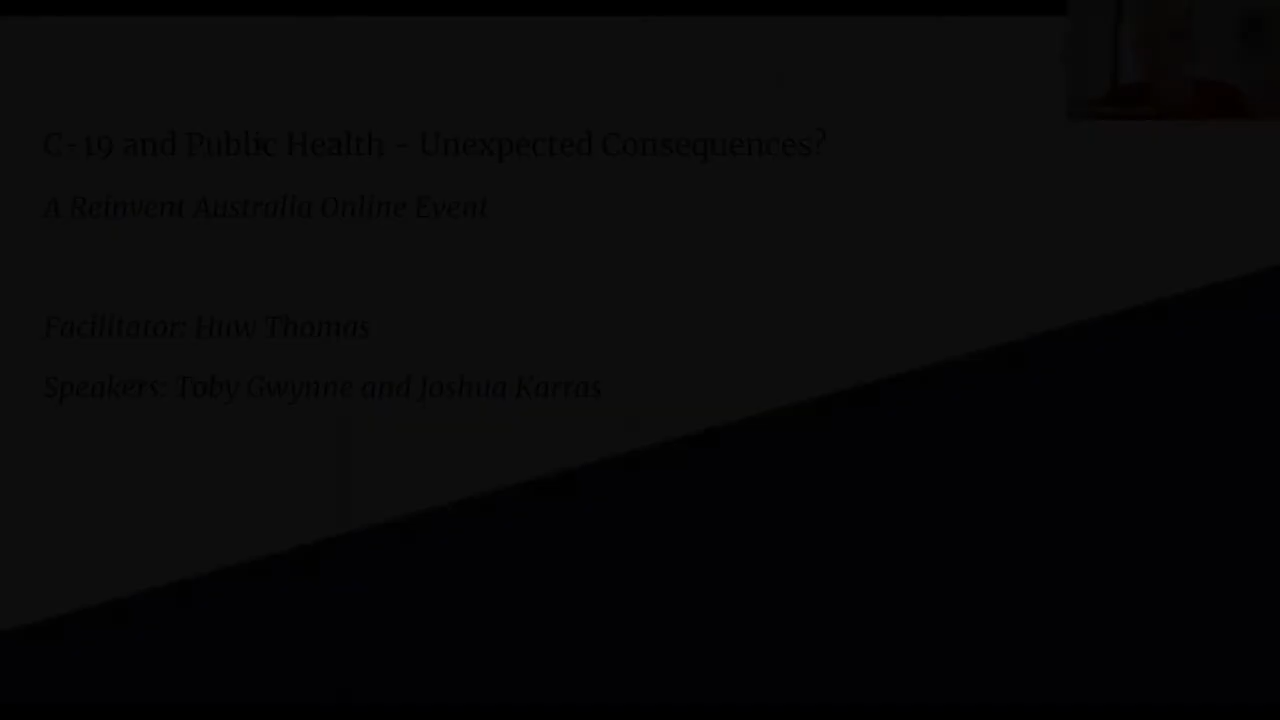 C-19 and Public Health - Unexpected Consequences?
A Reinvent Australia Online Event
Facilitator: Huw Thomas
Speakers: Toby Gwynne and Joshua Karras